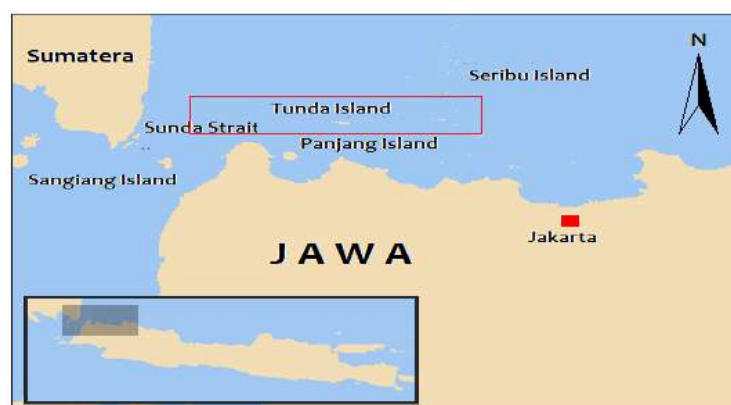 N
Sumatera
Seribu Island
Tunda Island
Sunda Strait
Panjang Island
Sangiang Island
Jakarta
JAWA